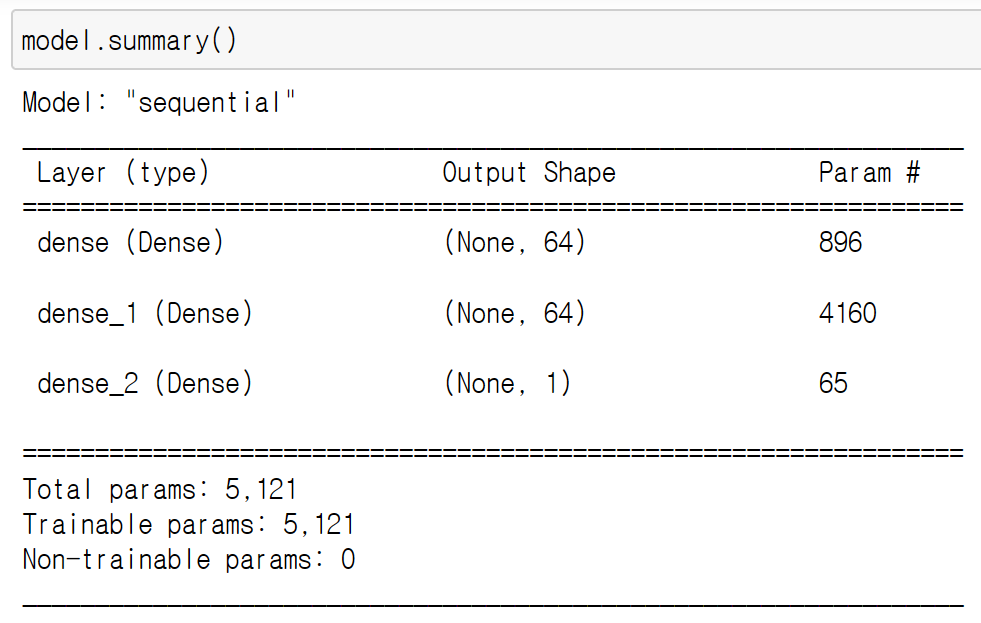 model.summary()
Model: "sequential"
_________________________________________________________________
Layer (type) Output Shape Param #
=================================================================
dense (Dense) (None, 64) 896
dense_1 (Dense) (None, 64) 4160
dense_2 (Dense) (None, 1) 65
=================================================================
Total params: 5,121
Trainable params: 5,121
Non-trainable params: 0
_________________________________________________________________